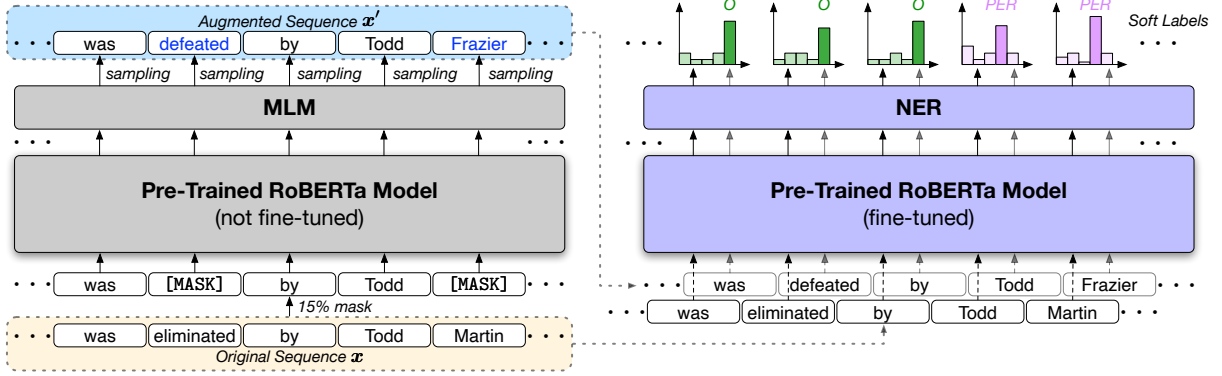 Augmented Sequence x′
· · · was defeated by Todd Frazier · · ·
sampling sampling sampling sampling sampling
MLM
· · · · · ·
Pre-Trained RoBERTa Model
(not fine-tuned)
· · · was [MASK] by Todd [MASK] · · ·
15% mask
· · · was eliminated by Todd Martin · · ·
Original Sequence x
O O O PER PER
· · · · · · Soft Labels
NER
· · · · · ·
Pre-Trained RoBERTa Model
(fine-tuned)
· · · was defeated by Todd Frazier · · ·
· · · was eliminated by Todd Martin · · ·